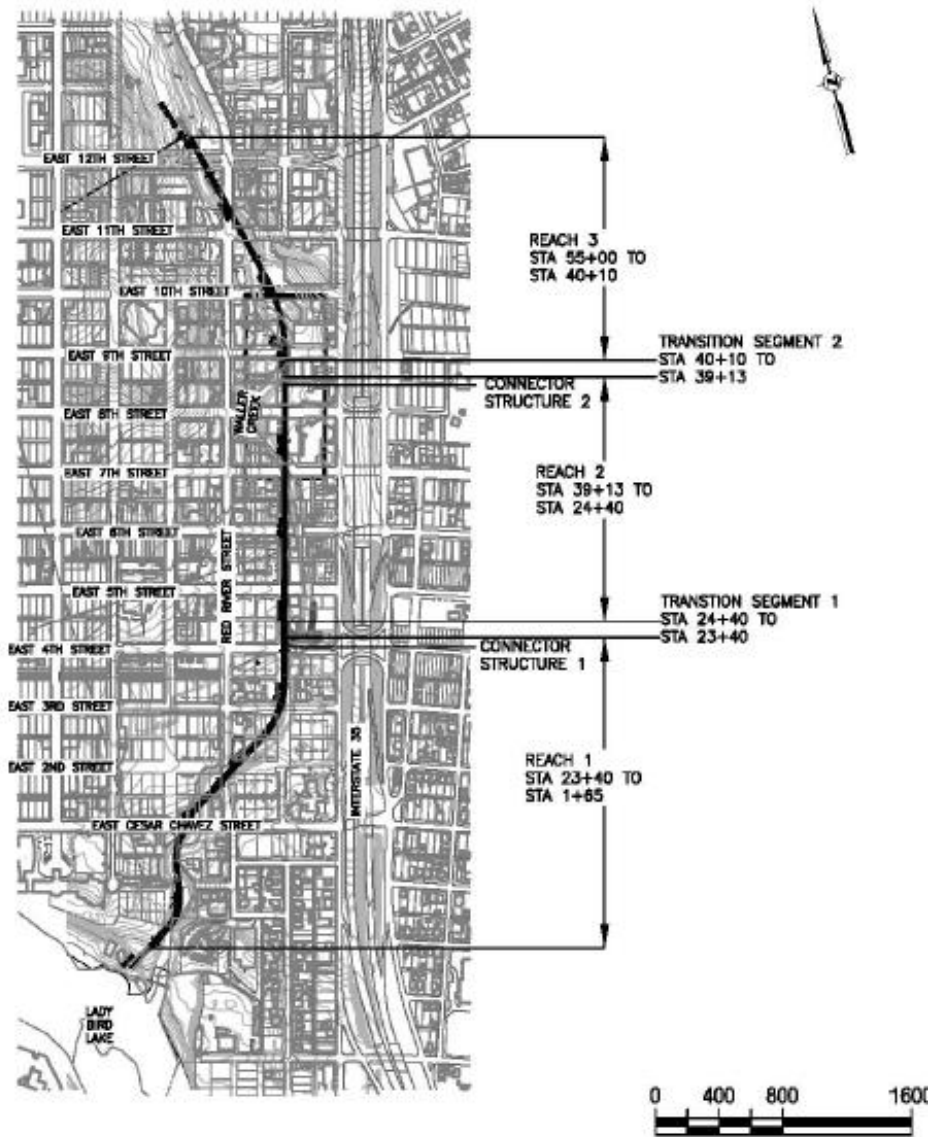 EAST 12TH STREET
EAST 11TH STREET
EAST 10TH STREET
EAST 9TH STREET
EAST 8TH STREET
EAST 7TH STREET
EAST 6TH STREET
EAST 5TH STREET
EAST 4TH STREET
EAST 3RD STREET
EAST 2ND STREET
EAST CESAR CHAVEZ STREET
WALLER
CREEK
RED RIVER STREET
INTERSTATE 35
LADY
BIRD
LAKE
N
REACH 3
STA 55+00 TO
STA 40+10
TRANSITION SEGMENT 2
STA 40+10 TO
STA 39+13
CONNECTOR
STRUCTURE 2
REACH 2
STA 39+13 TO
STA 24+40
TRANSTION SEGMENT 1
STA 24+40 TO
STA 23+40
CONNECTOR
STRUCTURE 1
REACH 1
STA 23+40 TO
STA 1+65
0 400 800 1600